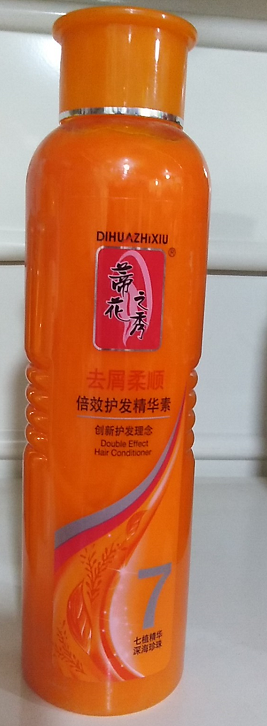 DIHUAZHIXIU
®
蒂花
之秀
去屑柔顺
倍效护发精华素
创新护发理念
Double Effect
Hair Conditioner
7
七植精华
深海珍珠